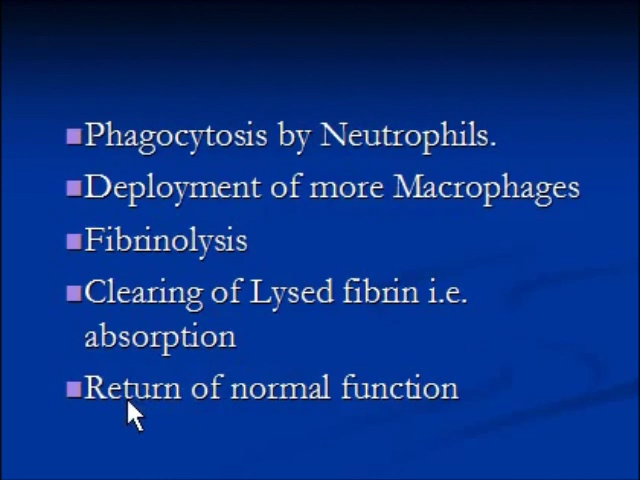 Phagocytosis by Neutrophils.
Deployment of more Macrophages
Fibrinolysis
Clearing of Lysed fibrin i.e.
absorption
Return of normal function